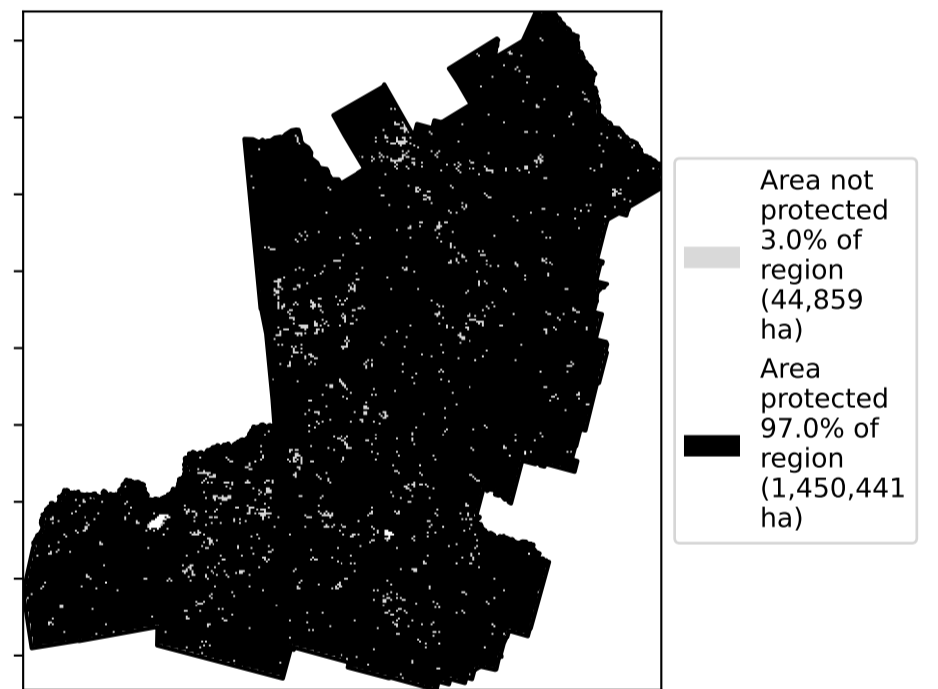 Area not
protected
3.0% of
region
(44,859
ha)
Area
protected
97.0% of
region
(1,450,441
ha)